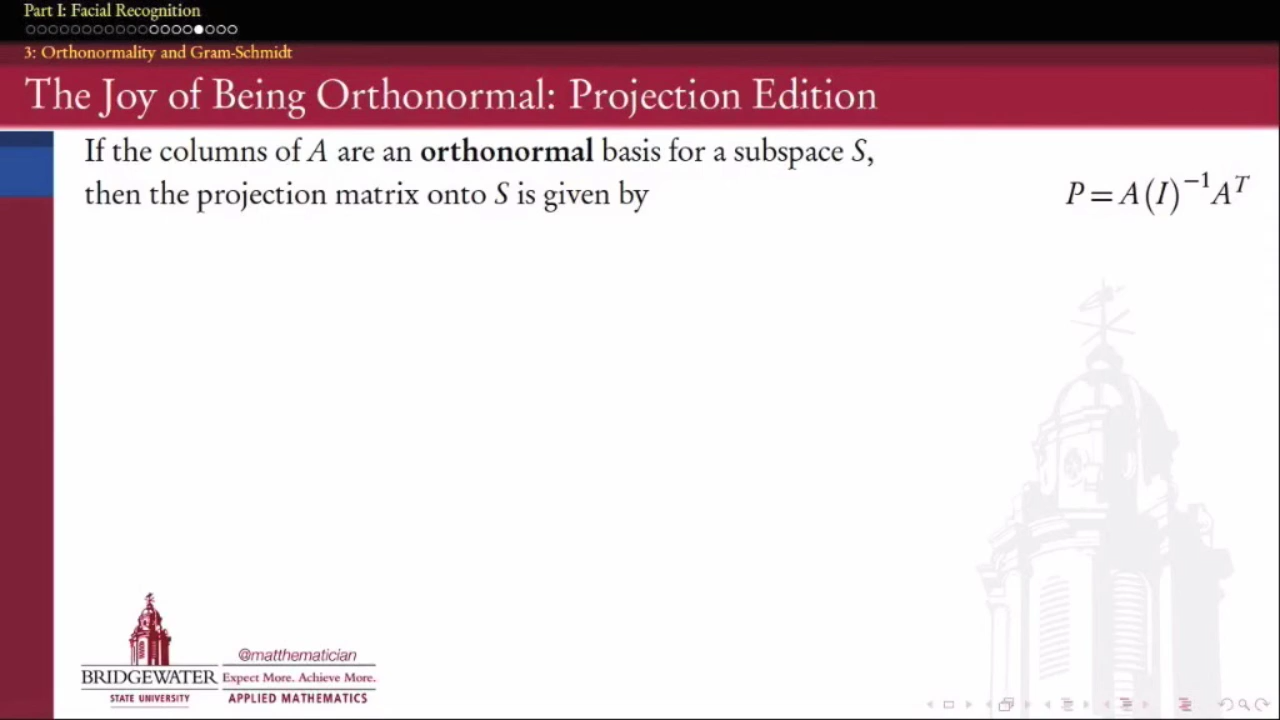 Part I: Facial Recognition
3: Orthonormality and Gram-Schmidt
The Joy of Being Orthonormal: Projection Edition
If the columns of A are an orthonormal basis for a subspace S,
then the projection matrix onto S is given by P = A(I)⁻¹Aᵀ
@matthematician
BRIDGEWATER Expect More. Achieve More.
STATE UNIVERSITY APPLIED MATHEMATICS